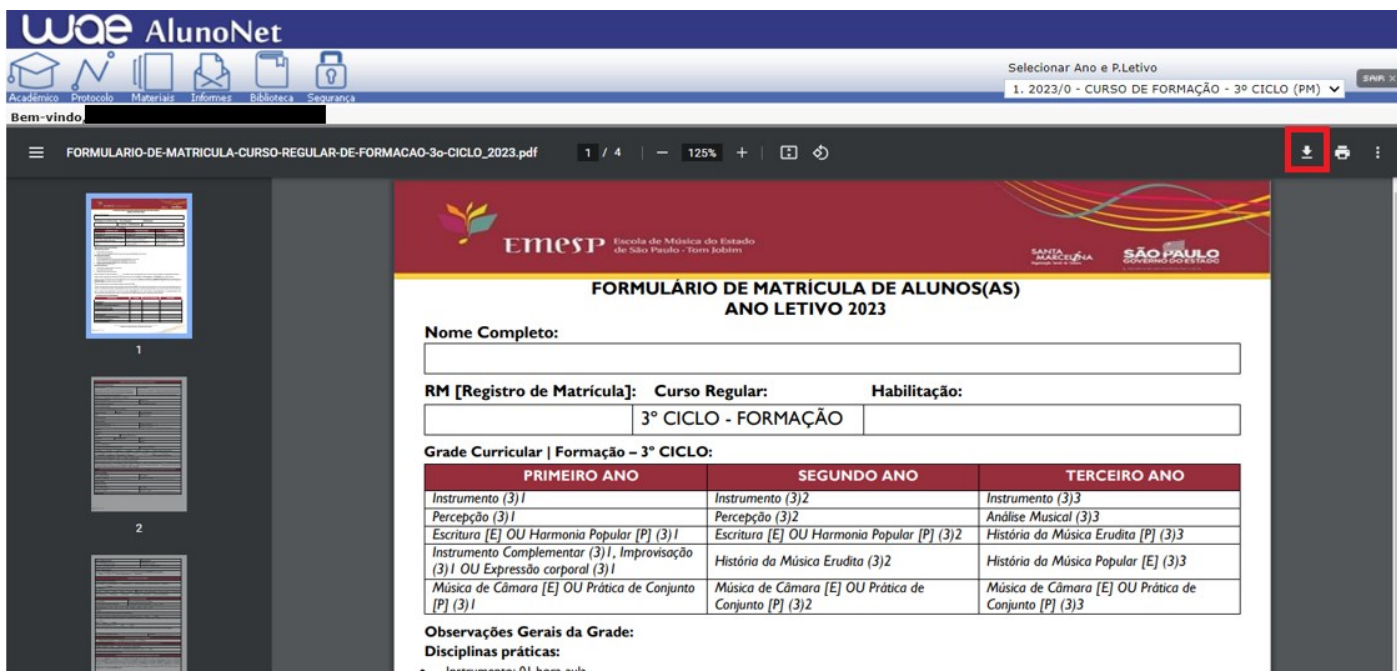 wae AlunoNet
Acadêmico Protocolo Materiais Informes Biblioteca Segurança
Selecionar Ano e P.Letivo
1. 2023/0 - CURSO DE FORMAÇÃO - 3º CICLO (PM)
SAIR X
Bem-vindo,
FORMULARIO-DE-MATRICULA-CURSO-REGULAR-DE-FORMACAO-3o-CICLO_2023.pdf 1 / 4 | — 125% + |
EMESP Escola de Música do Estado
de São Paulo - Tom Jobim
SANTA
MARCELINA
SÃO PAULO
GOVERNO DO ESTADO
FORMULÁRIO DE MATRÍCULA DE ALUNOS(AS)
ANO LETIVO 2023
Nome Completo:
RM [Registro de Matrícula]: Curso Regular: Habilitação:
3º CICLO - FORMAÇÃO
Grade Curricular | Formação – 3º CICLO:
PRIMEIRO ANO SEGUNDO ANO TERCEIRO ANO
Instrumento (3)1 Instrumento (3)2 Instrumento (3)3
Percepção (3)1 Percepção (3)2 Análise Musical (3)3
Escritura [E] OU Harmonia Popular [P] (3)1 Escritura [E] OU Harmonia Popular [P] (3)2 História da Música Erudita [P] (3)3
Instrumento Complementar (3)1, Improvisação
(3)1 OU Expressão corporal (3)1 História da Música Erudita (3)2 História da Música Popular [E] (3)3
Música de Câmara [E] OU Prática de Conjunto
[P] (3)1 Música de Câmara [E] OU Prática de
Conjunto [P] (3)2 Música de Câmara [E] OU Prática de
Conjunto [P] (3)3
Observações Gerais da Grade:
Disciplinas práticas:
1
2